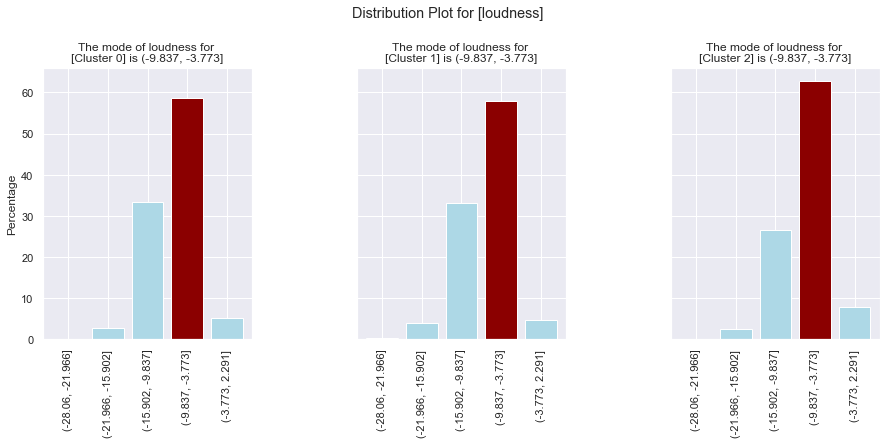 Distribution Plot for [loudness]
The mode of loudness for
[Cluster 0] is (-9.837, -3.773]
The mode of loudness for
[Cluster 1] is (-9.837, -3.773]
The mode of loudness for
[Cluster 2] is (-9.837, -3.773]
Percentage
60
50
40
30
20
10
0
(-28.06, -21.966]
(-21.966, -15.902]
(-15.902, -9.837]
(-9.837, -3.773]
(-3.773, 2.291]
(-28.06, -21.966]
(-21.966, -15.902]
(-15.902, -9.837]
(-9.837, -3.773]
(-3.773, 2.291]
(-28.06, -21.966]
(-21.966, -15.902]
(-15.902, -9.837]
(-9.837, -3.773]
(-3.773, 2.291]